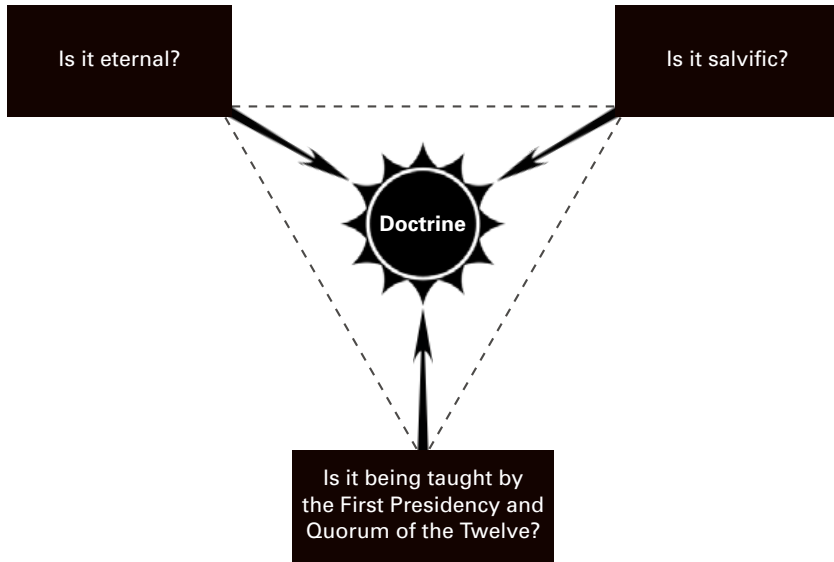 Is it eternal?
Is it salvific?
Doctrine
Is it being taught by
the First Presidency and
Quorum of the Twelve?